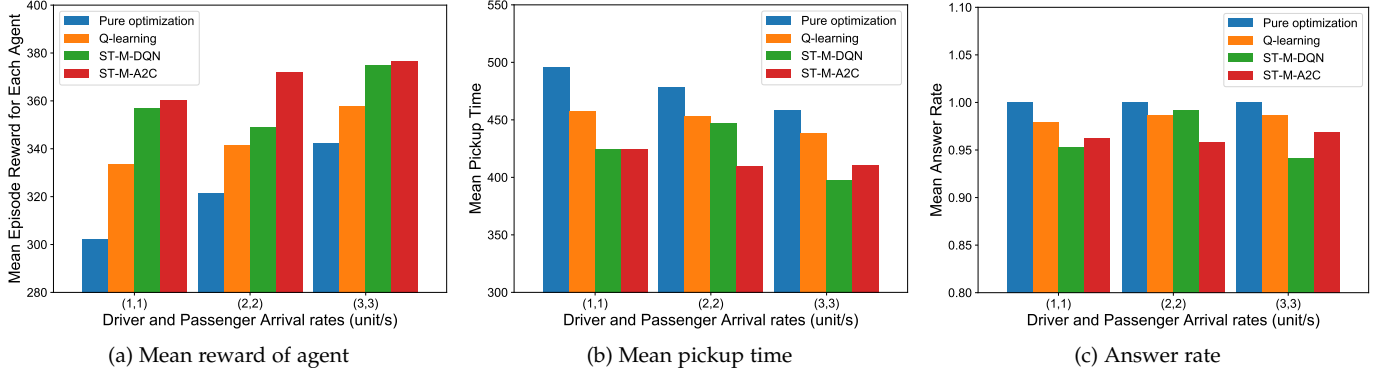 Mean Episode Reward for Each Agent
400
380
360
340
320
300
280
Pure optimization
Q-learning
ST-M-DQN
ST-M-A2C
(1,1)
(2,2)
(3,3)
Driver and Passenger Arrival rates (unit/s)
(a) Mean reward of agent
Mean Pickup Time
550
500
450
400
350
300
Pure optimization
Q-learning
ST-M-DQN
ST-M-A2C
(1,1)
(2,2)
(3,3)
Driver and Passenger Arrival rates (unit/s)
(b) Mean pickup time
Mean Answer Rate
1.10
1.05
1.00
0.95
0.90
0.85
0.80
Pure optimization
Q-learning
ST-M-DQN
ST-M-A2C
(1,1)
(2,2)
(3,3)
Driver and Passenger Arrival rates (unit/s)
(c) Answer rate